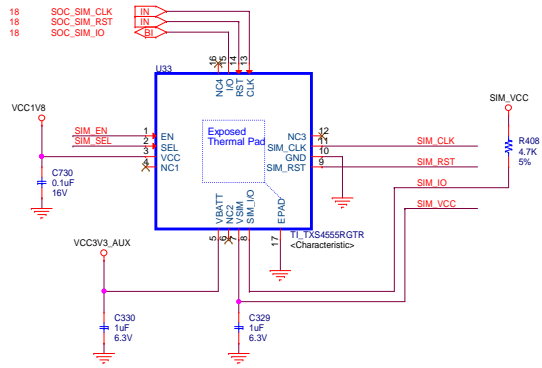 18 SOC_SIM_CLK IN
18 SOC_SIM_RST IN
18 SOC_SIM_IO BI
16 15 14 13
U33
NC4 I/O RST CLK
VCC1V8
SIM_VCC
SIM_EN 1 EN
SIM_SEL 2 SEL
3 VCC
4 NC1
Exposed
Thermal Pad
NC3 12
SIM_CLK 11 SIM_CLK
GND 10
SIM_RST 9 SIM_RST
SIM_IO
SIM_VCC
R408
4.7K
5%
C730
0.1uF
16V
VBATT NC2 VSIM SIM_I/O EPAD
5 6 7 8 17
TI_TXS4555RGTR
<Characteristic>
VCC3V3_AUX
C330
1uF
6.3V
C329
1uF
6.3V